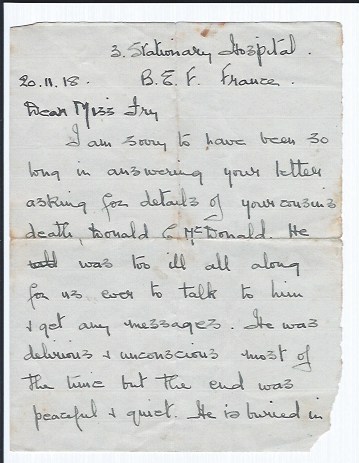 3. Stationary Hospital.
20.11.18. B.E.F. France.
Dear Miss Fry
I am sorry to have been so
long in answering your letter
asking for details of your cousins
death, Donald C McDonald. He
was too ill all along
for us ever to talk to him
& get any messages. He was
delirious & unconscious most of
the time but the end was
peaceful & quiet. He is buried in